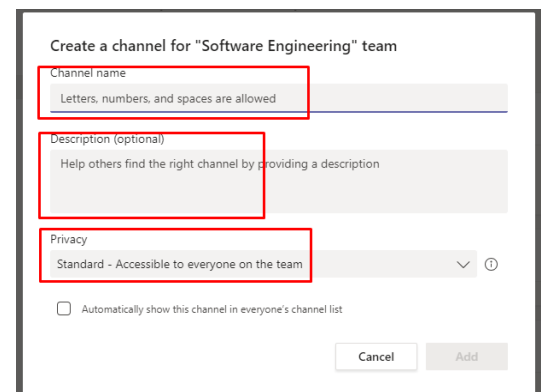 Create a channel for "Software Engineering" team
Channel name
Letters, numbers, and spaces are allowed
Description (optional)
Help others find the right channel by providing a description
Privacy
Standard - Accessible to everyone on the team
Automatically show this channel in everyone's channel list
Cancel
Add